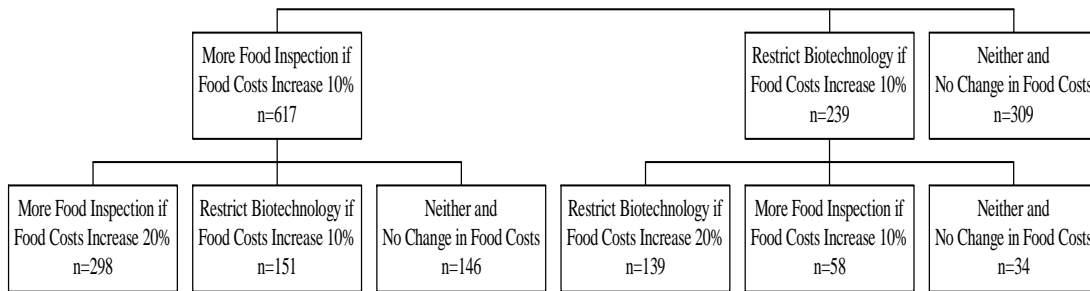 More Food Inspection if
Food Costs Increase 10%
n=617
Restrict Biotechnology if
Food Costs Increase 10%
n=239
Neither and
No Change in Food Costs
n=309
More Food Inspection if
Food Costs Increase 20%
n=298
Restrict Biotechnology if
Food Costs Increase 10%
n=151
Neither and
No Change in Food Costs
n=146
Restrict Biotechnology if
Food Costs Increase 20%
n=139
More Food Inspection if
Food Costs Increase 10%
n=58
Neither and
No Change in Food Costs
n=34